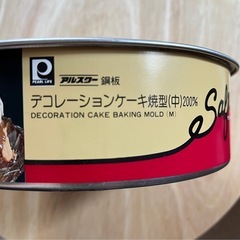 PEARL LIFE
アルスター 鋼板
デコレーションケーキ焼型(中)200%
DECORATION CAKE BAKING MOLD (M)